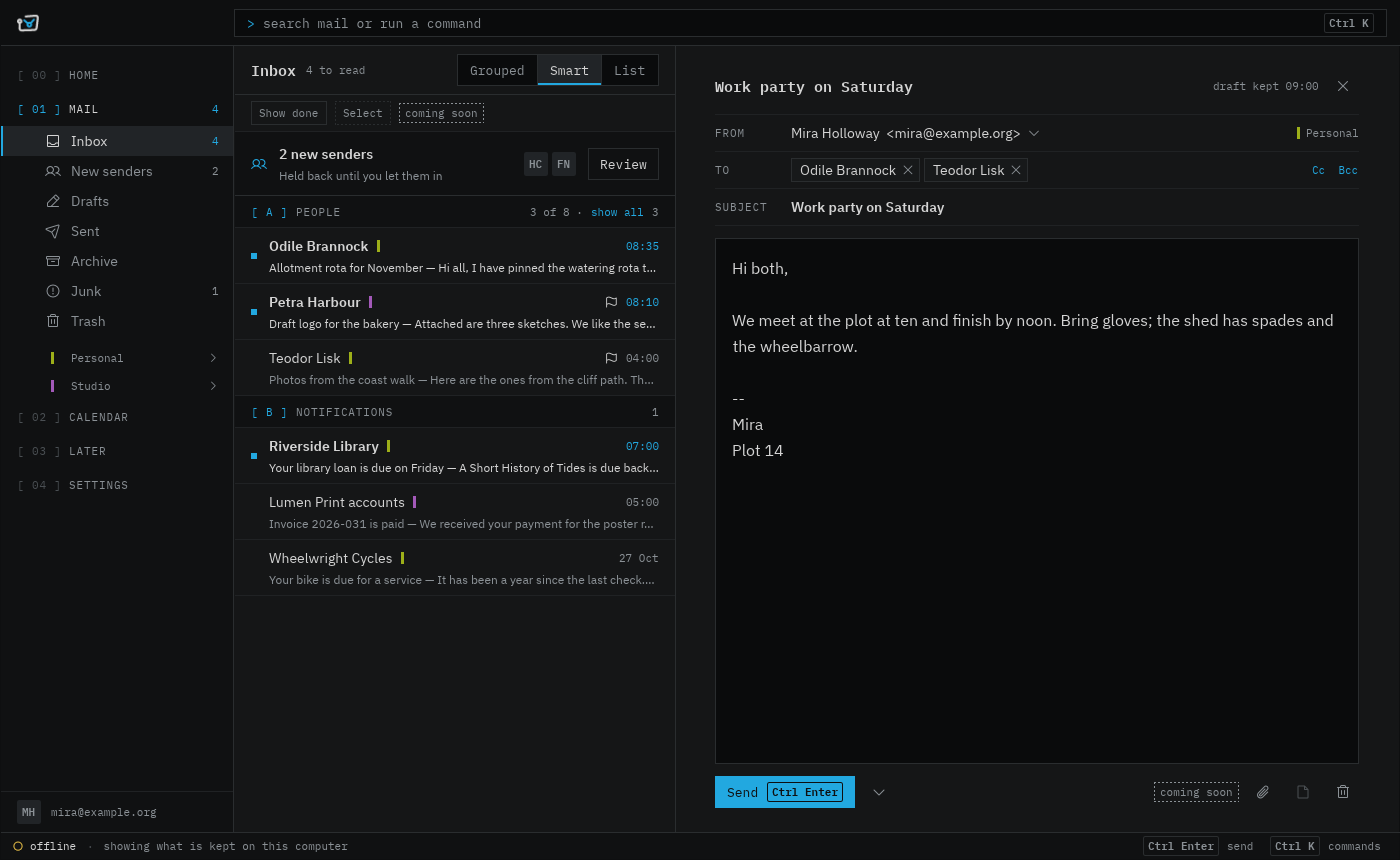 > search mail or run a command Ctrl K
[ 00 ] HOME
[ 01 ] MAIL 4
Inbox 4
New senders 2
Drafts
Sent
Archive
Junk 1
Trash
Personal
Studio
[ 02 ] CALENDAR
[ 03 ] LATER
[ 04 ] SETTINGS
MH mira@example.org
Inbox 4 to read Grouped Smart List
Show done Select coming soon
2 new senders
Held back until you let them in
HC FN Review
[ A ] PEOPLE 3 of 8 · show all 3
Odile Brannock 08:35
Allotment rota for November — Hi all, I have pinned the watering rota t…
Petra Harbour 08:10
Draft logo for the bakery — Attached are three sketches. We like the se…
Teodor Lisk 04:00
Photos from the coast walk — Here are the ones from the cliff path. Th…
[ B ] NOTIFICATIONS 1
Riverside Library 07:00
Your library loan is due on Friday — A Short History of Tides is due back…
Lumen Print accounts 05:00
Invoice 2026-031 is paid — We received your payment for the poster r…
Wheelwright Cycles 27 Oct
Your bike is due for a service — It has been a year since the last check.…
Work party on Saturday draft kept 09:00
FROM Mira Holloway <mira@example.org> Personal
TO Odile Brannock Teodor Lisk Cc Bcc
SUBJECT Work party on Saturday
Hi both,
We meet at the plot at ten and finish by noon. Bring gloves; the shed has spades and
the wheelbarrow.
--
Mira
Plot 14
Send Ctrl Enter coming soon
offline · showing what is kept on this computer Ctrl Enter send Ctrl K commands